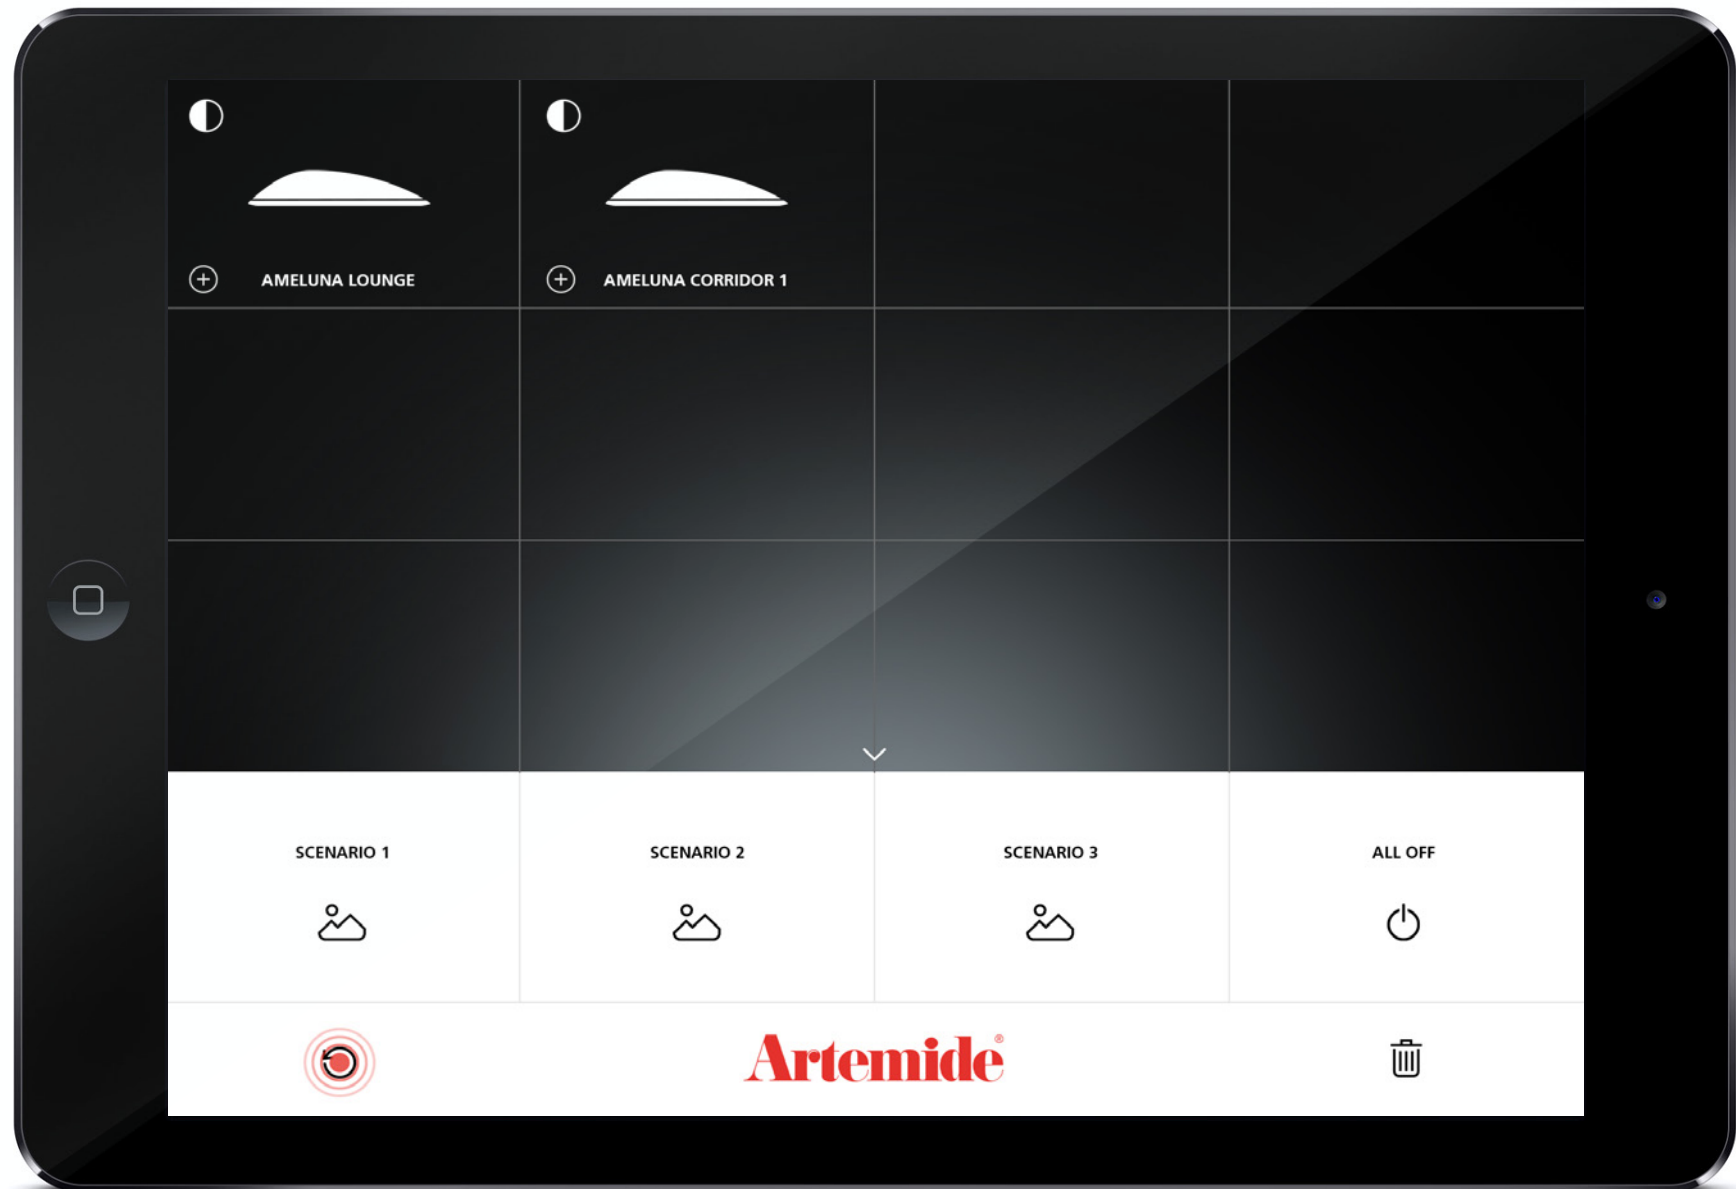 AMELUNA LOUNGE
AMELUNA CORRIDOR 1
SCENARIO 1
SCENARIO 2
SCENARIO 3
ALL OFF
Artemide®